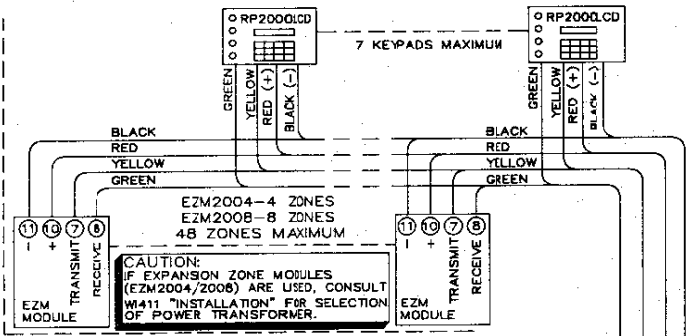 RP2000LCD
RP2000LCD
7 KEYPADS MAXIMUM
GREEN
YELLOW
RED (+)
BLACK (-)
GREEN
YELLOW
RED (+)
BLACK (-)
BLACK
RED
YELLOW
GREEN
BLACK
RED
YELLOW
GREEN
EZM2004-4 ZONES
EZM2008-8 ZONES
48 ZONES MAXIMUM
11 10 7 8
- + TRANSMIT RECEIVE
EZM
MODULE
11 10 7 8
- + TRANSMIT RECEIVE
EZM
MODULE
CAUTION:
IF EXPANSION ZONE MODULES
(EZM2004/2008) ARE USED, CONSULT
WI411 "INSTALLATION" FOR SELECTION
OF POWER TRANSFORMER.